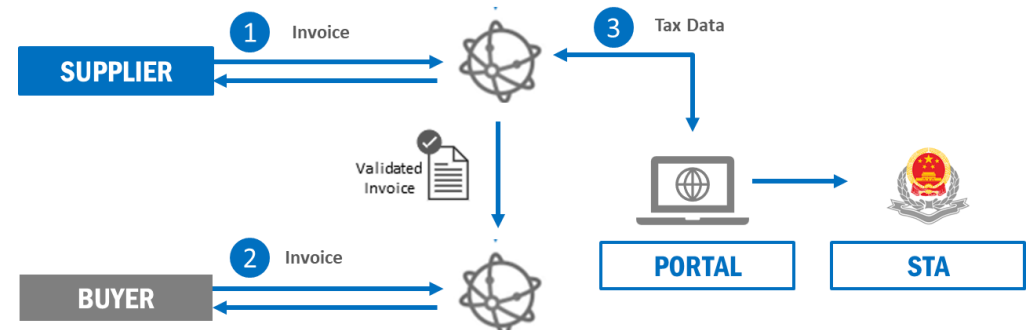 1 Invoice
3 Tax Data
SUPPLIER
Validated
Invoice
2 Invoice
PORTAL
STA
BUYER